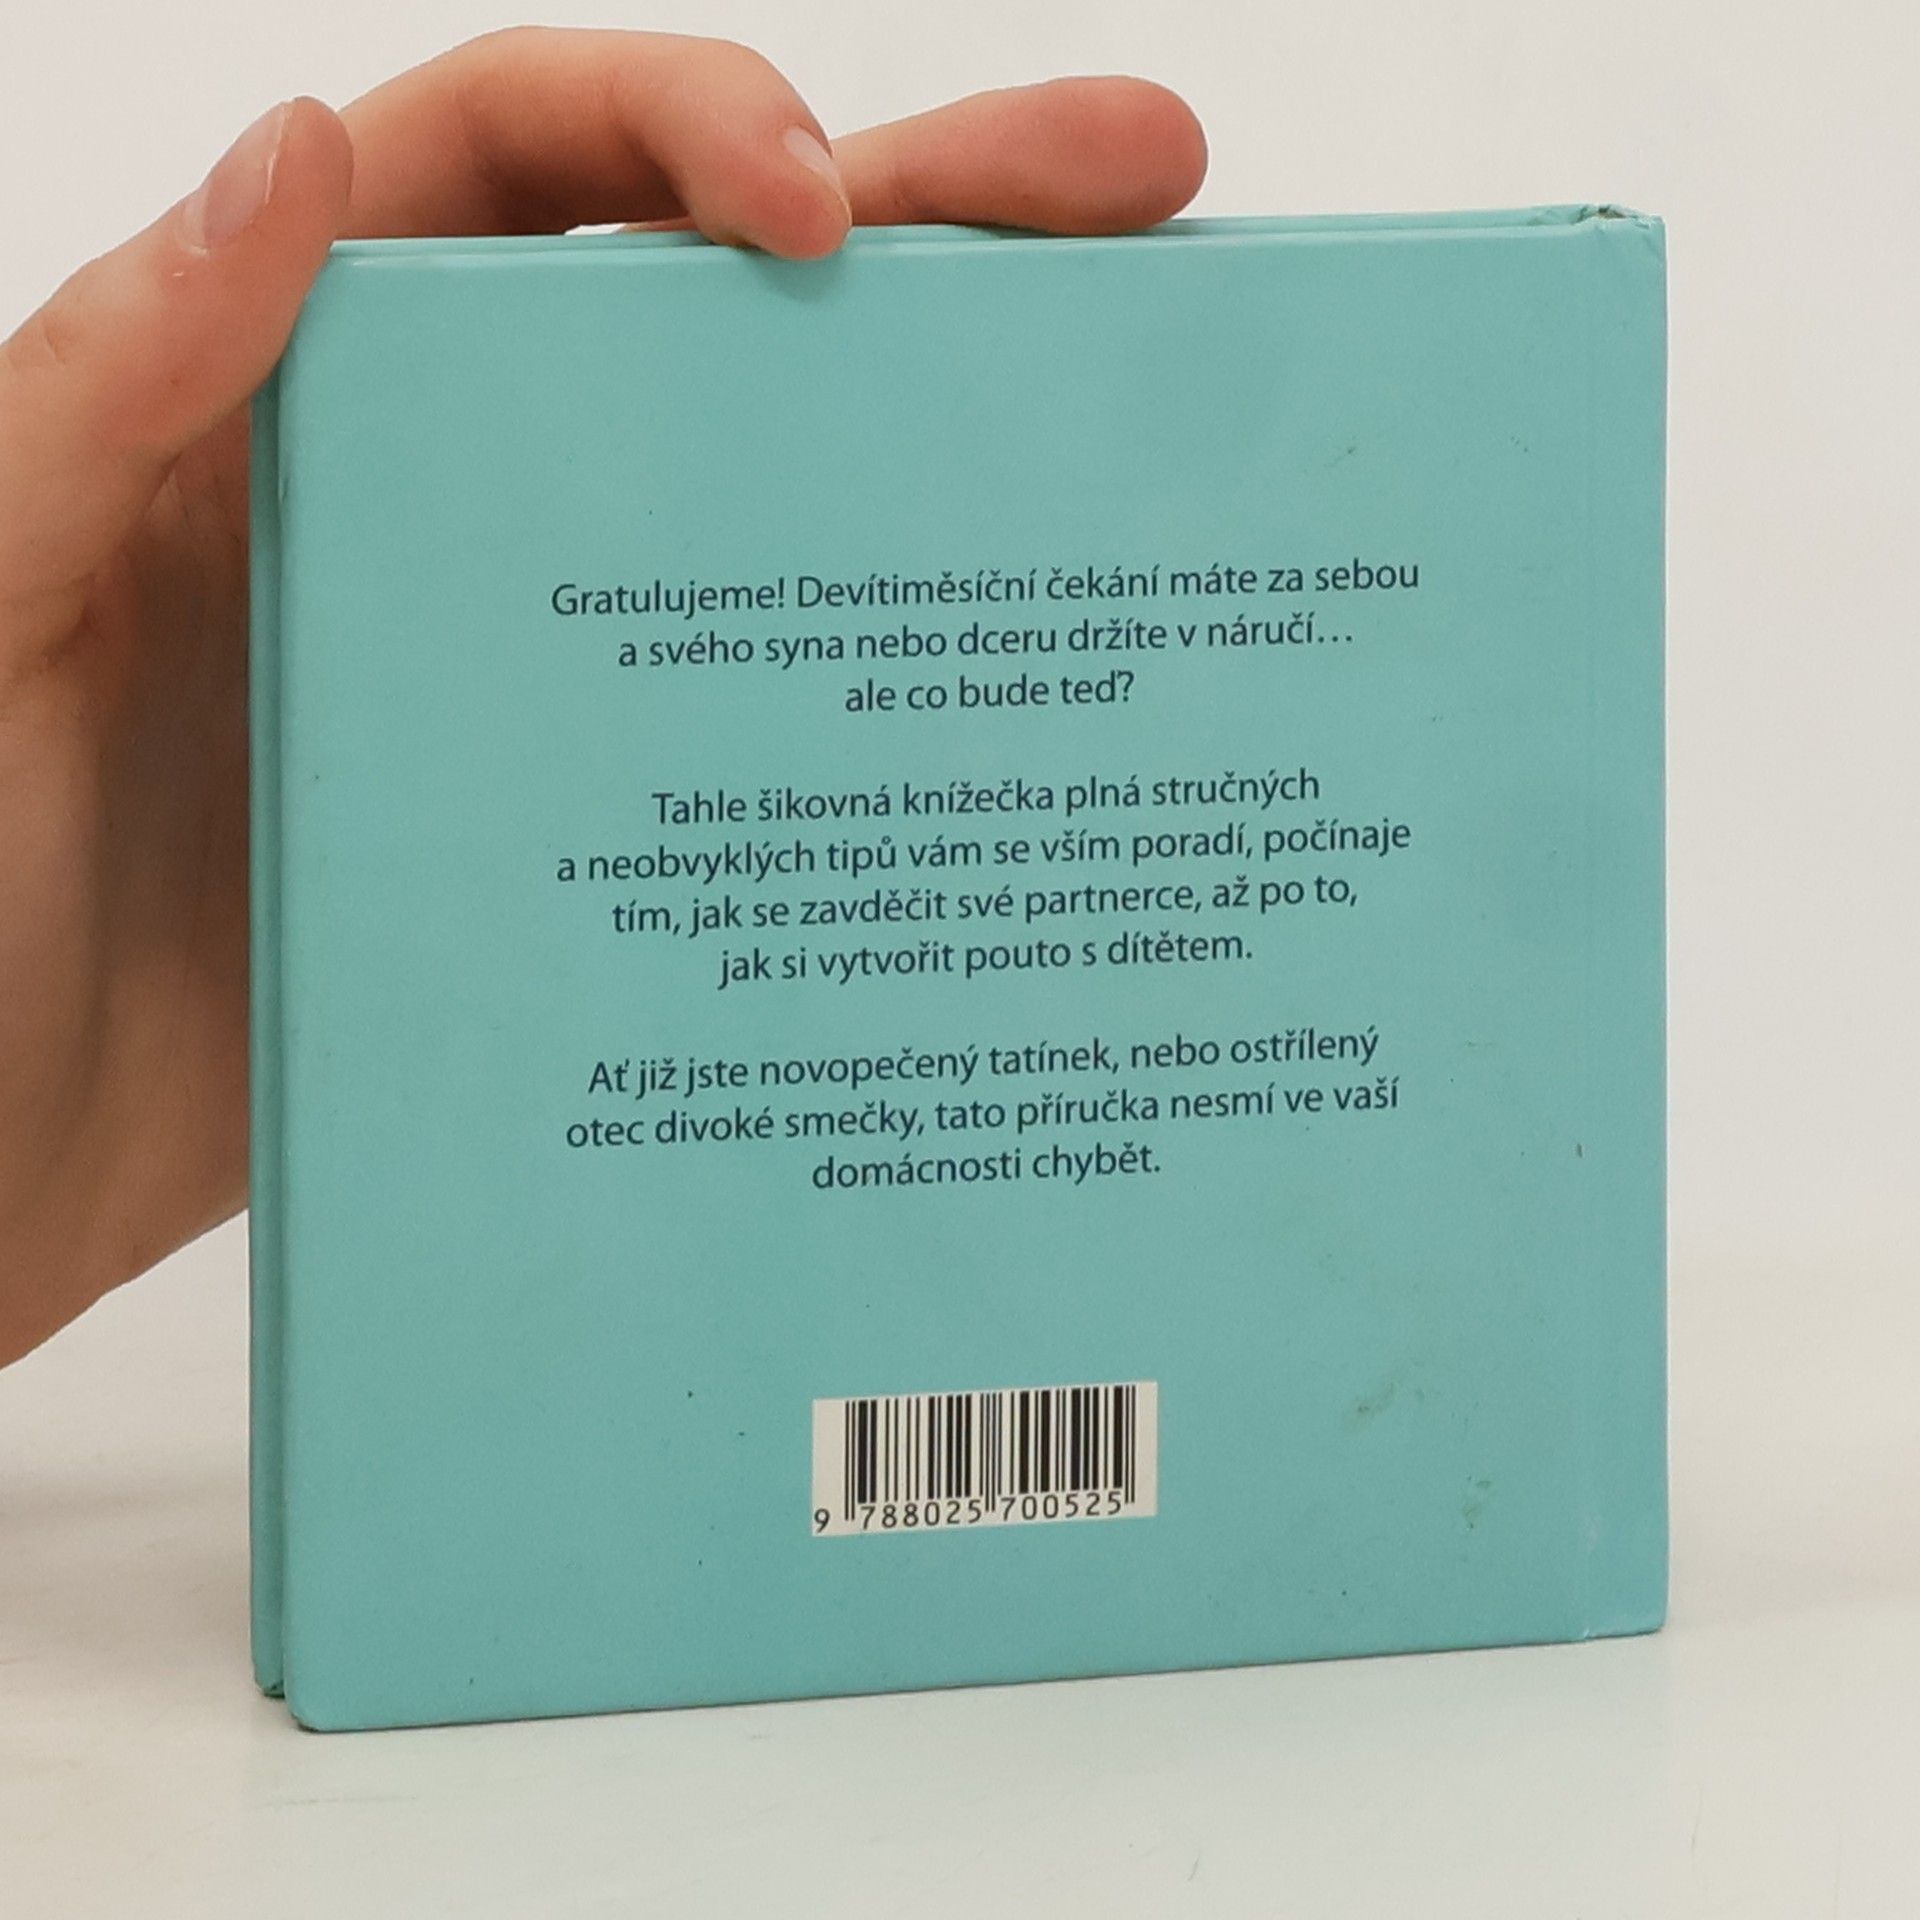 Gratulujeme! Devítiměsíční čekání máte za sebou
a svého syna nebo dceru držíte v náručí…
ale co bude teď?
Tahle šikovná knížečka plná stručných
a neobvyklých tipů vám se vším poradí, počínaje
tím, jak se zavděčit své partnerce, až po to,
jak si vytvořit pouto s dítětem.
Ať již jste novopečený tatínek, nebo ostřílený
otec divoké smečky, tato příručka nesmí ve vaší
domácnosti chybět.
9 788025 700525